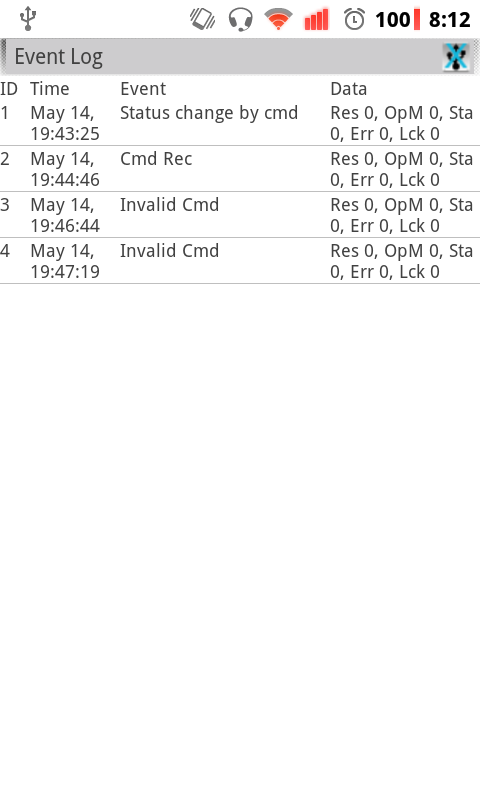 100 8:12
Event Log
ID Time Event Data
1 May 14, Status change by cmd Res 0, OpM 0, Sta
19:43:25 0, Err 0, Lck 0
2 May 14, Cmd Rec Res 0, OpM 0, Sta
19:44:46 0, Err 0, Lck 0
3 May 14, Invalid Cmd Res 0, OpM 0, Sta
19:46:44 0, Err 0, Lck 0
4 May 14, Invalid Cmd Res 0, OpM 0, Sta
19:47:19 0, Err 0, Lck 0